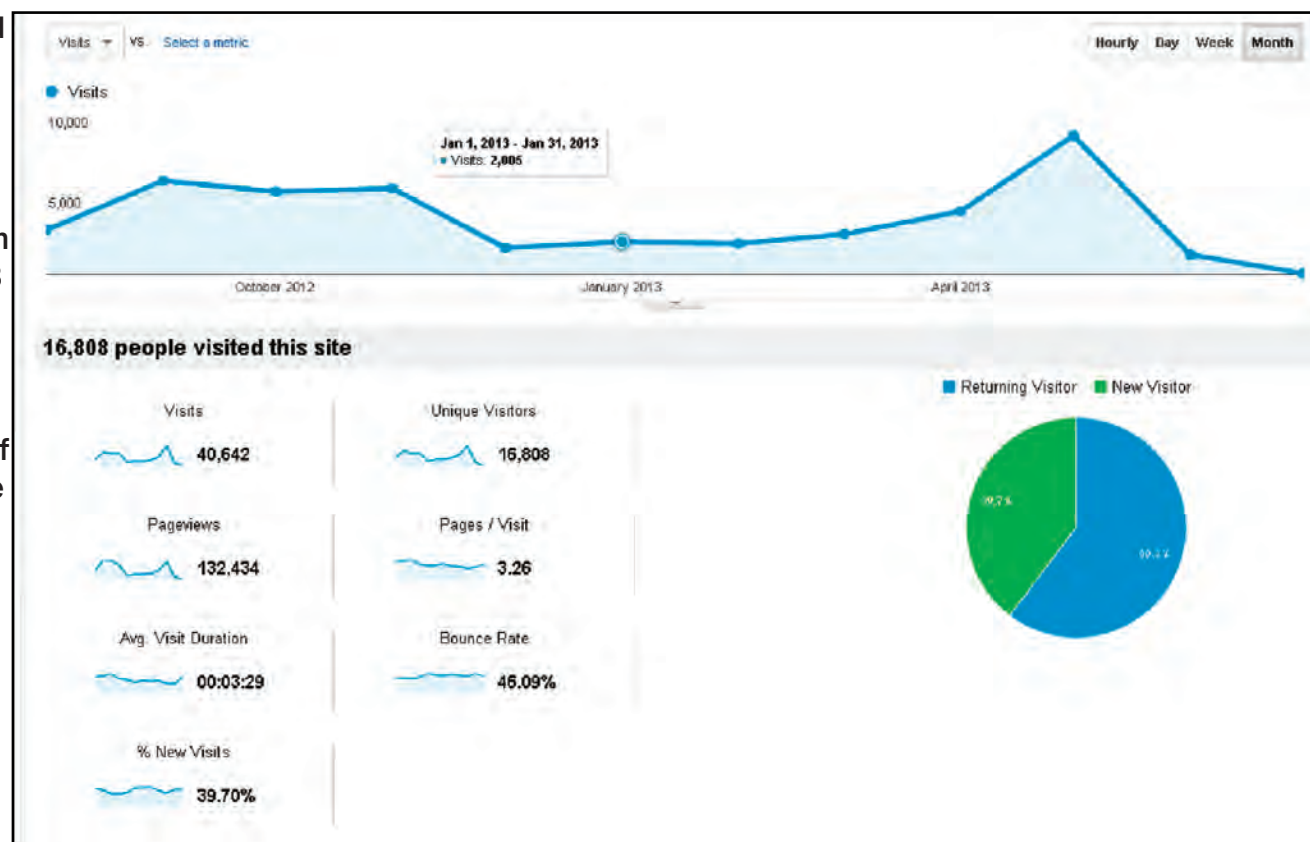 Visits vs. Select a metric
Hourly Day Week Month
Visits
10,000
Jan 1, 2013 - Jan 31, 2013
Visits: 2,005
5,000
October 2012 January 2013 April 2013
16,808 people visited this site
Returning Visitor New Visitor
Visits Unique Visitors
40,642 16,808
Pageviews Pages / Visit
132,434 3.26
Avg. Visit Duration Bounce Rate
00:03:29 46.09%
% New Visits
39.70%
of